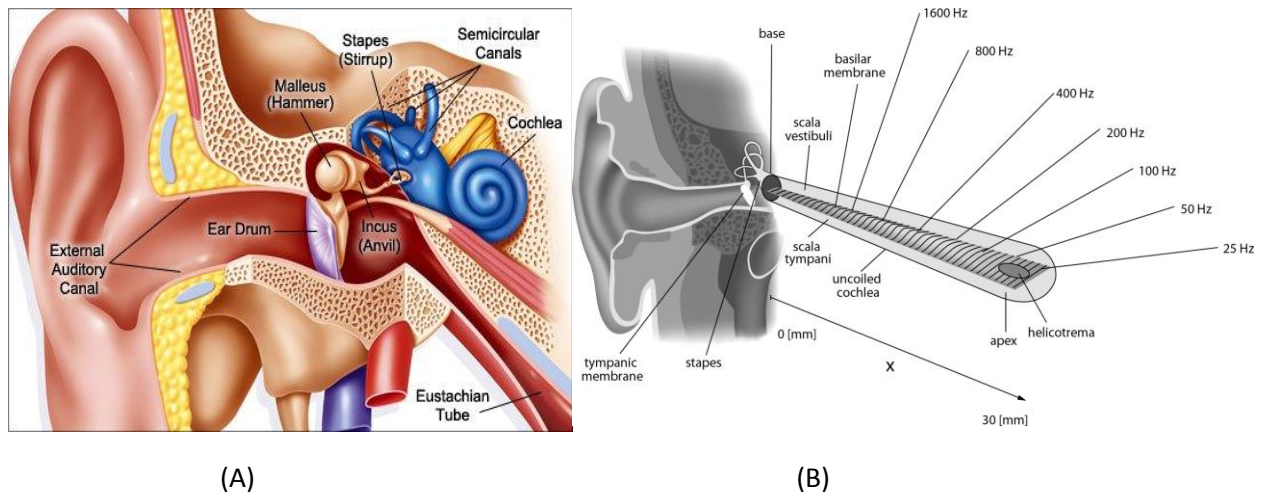 Stapes
(Stirrup)
Semicircular
Canals
Malleus
(Hammer)
Cochlea
Ear Drum
Incus
(Anvil)
External
Auditory
Canal
Eustachian
Tube
(A)
1600 Hz
base
800 Hz
basilar
membrane
400 Hz
scala
vestibuli
200 Hz
100 Hz
50 Hz
25 Hz
scala
tympani
uncoiled
cochlea
helicotrema
apex
0 [mm]
tympanic
membrane
stapes
x
30 [mm]
(B)